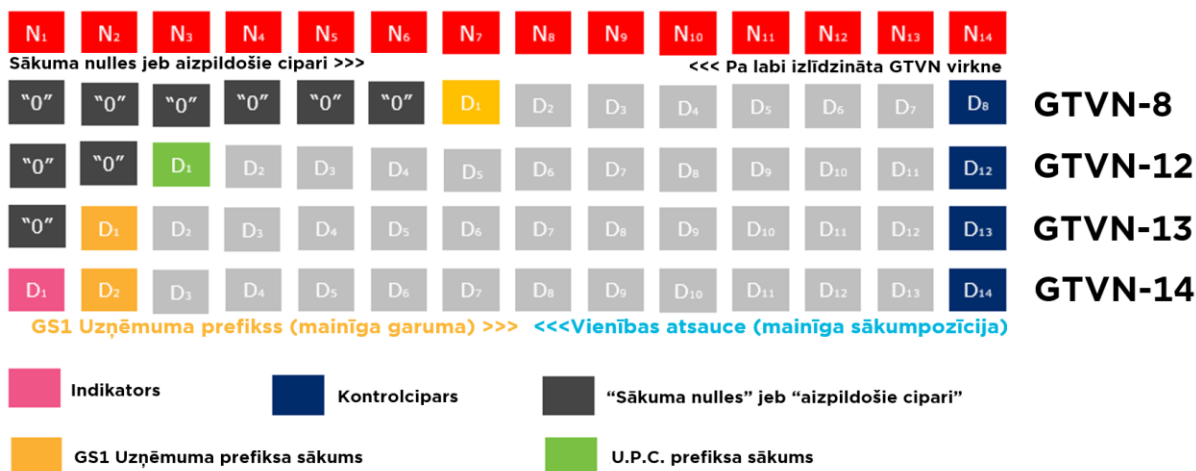 N₁ N₂ N₃ N₄ N₅ N₆ N₇ N₈ N₉ N₁₀ N₁₁ N₁₂ N₁₃ N₁₄
Sākuma nulles jeb aizpildošie cipari >>> <<< Pa labi izlīdzināta GTVN virkne
"0" "0" "0" "0" "0" "0" D₁ D₂ D₃ D₄ D₅ D₆ D₇ D₈ GTVN-8
"0" "0" D₁ D₂ D₃ D₄ D₅ D₆ D₇ D₈ D₉ D₁₀ D₁₁ D₁₂ GTVN-12
"0" D₁ D₂ D₃ D₄ D₅ D₆ D₇ D₈ D₉ D₁₀ D₁₁ D₁₂ D₁₃ GTVN-13
D₁ D₂ D₃ D₄ D₅ D₆ D₇ D₈ D₉ D₁₀ D₁₁ D₁₂ D₁₃ D₁₄ GTVN-14
GS1 Uzņēmuma prefikss (mainīga garuma) >>> <<<Vienības atsauce (mainīga sākumpozīcija)
Indikators Kontrolcipars "Sākuma nulles" jeb "aizpildošie cipari"
GS1 Uzņēmuma prefiksa sākums U.P.C. prefiksa sākums